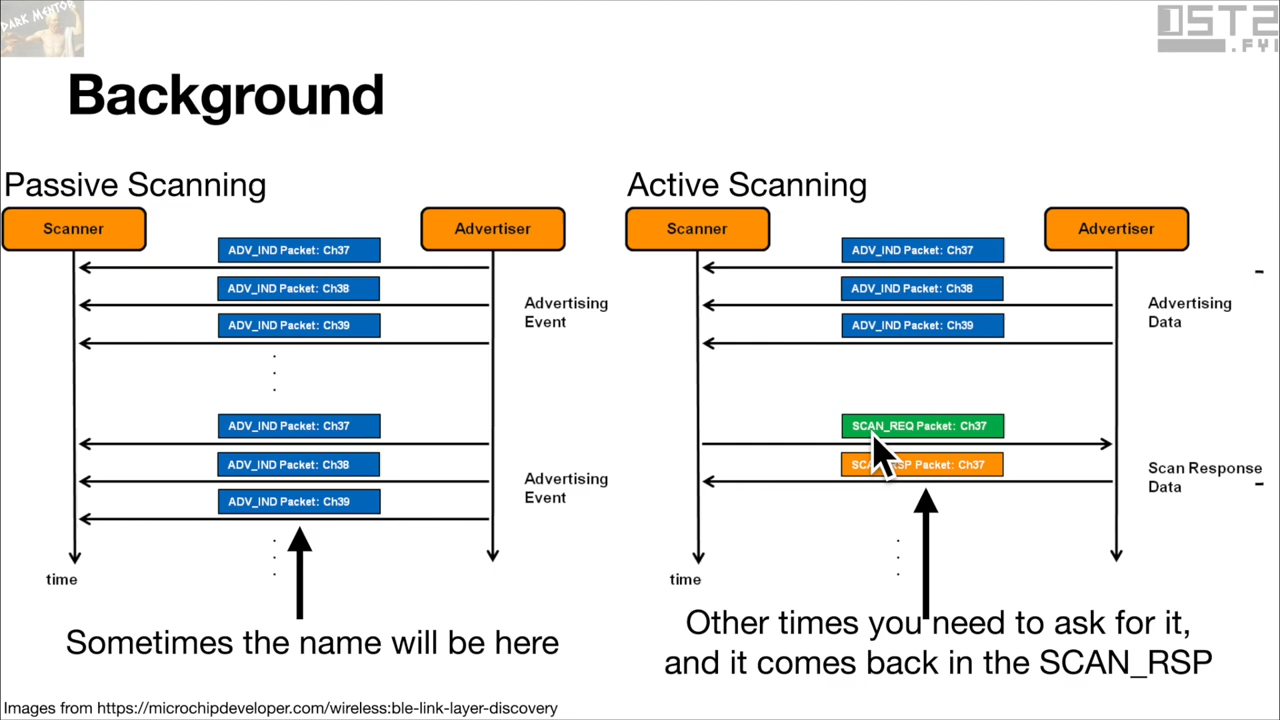 DARK MENTOR
OST2
.FYI
Background
Passive Scanning
Scanner
Advertiser
ADV_IND Packet: Ch37
ADV_IND Packet: Ch38
ADV_IND Packet: Ch39
Advertising
Event
ADV_IND Packet: Ch37
ADV_IND Packet: Ch38
ADV_IND Packet: Ch39
Advertising
Event
time
Sometimes the name will be here
Active Scanning
Scanner
Advertiser
ADV_IND Packet: Ch37
ADV_IND Packet: Ch38
ADV_IND Packet: Ch39
Advertising
Data
SCAN_REQ Packet: Ch37
SCAN_RSP Packet: Ch37
Scan Response
Data
time
Other times you need to ask for it,
and it comes back in the SCAN_RSP
Images from https://microchipdeveloper.com/wireless:ble-link-layer-discovery